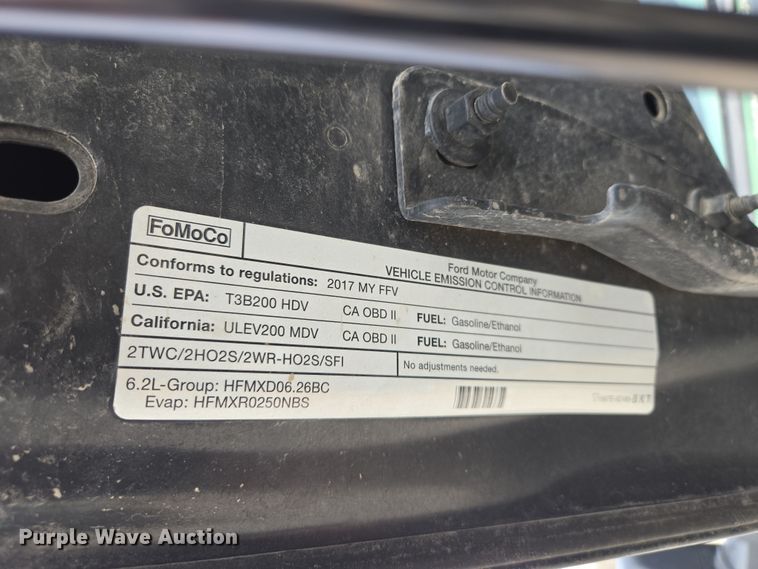 FoMoCo
Ford Motor Company
VEHICLE EMISSION CONTROL INFORMATION
Conforms to regulations: 2017 MY FFV
U.S. EPA: T3B200 HDV CA OBD II FUEL: Gasoline/Ethanol
California: ULEV200 MDV CA OBD II FUEL: Gasoline/Ethanol
2TWC/2HO2S/2WR-HO2S/SFI No adjustments needed.
6.2L-Group: HFMXD06.26BC
Evap: HFMXR0250NBS
Purple Wave Auction